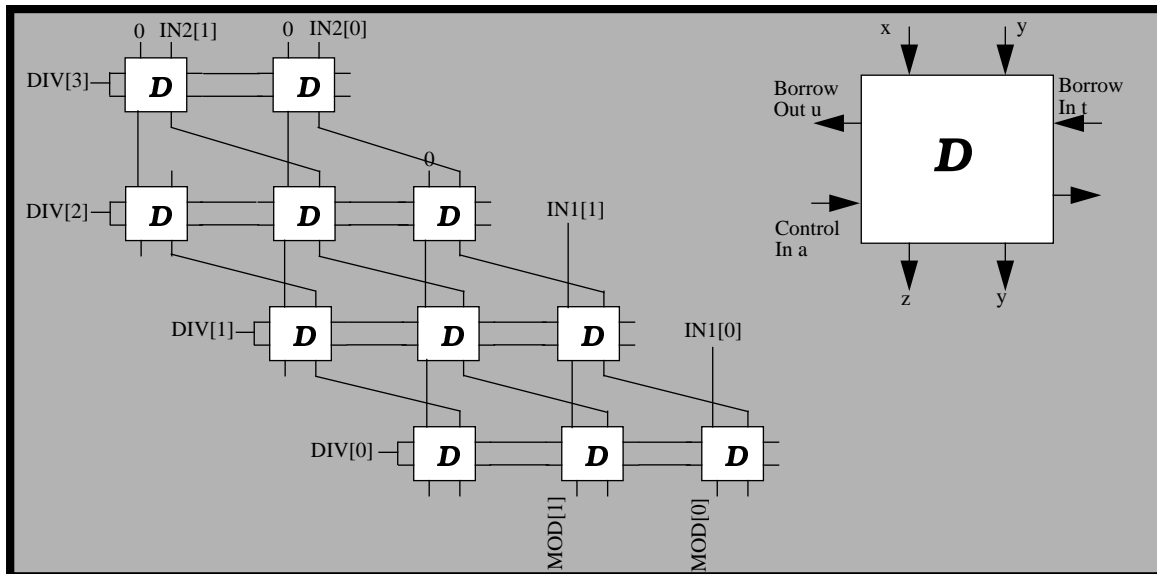 0 IN2[1] 0 IN2[0]
DIV[3] D D
0
DIV[2] D D D
IN1[1]
DIV[1] D D D
IN1[0]
DIV[0] D D D
MOD[1] MOD[0]
x y
Borrow
Out u
Borrow
In t
D
Control
In a
z y